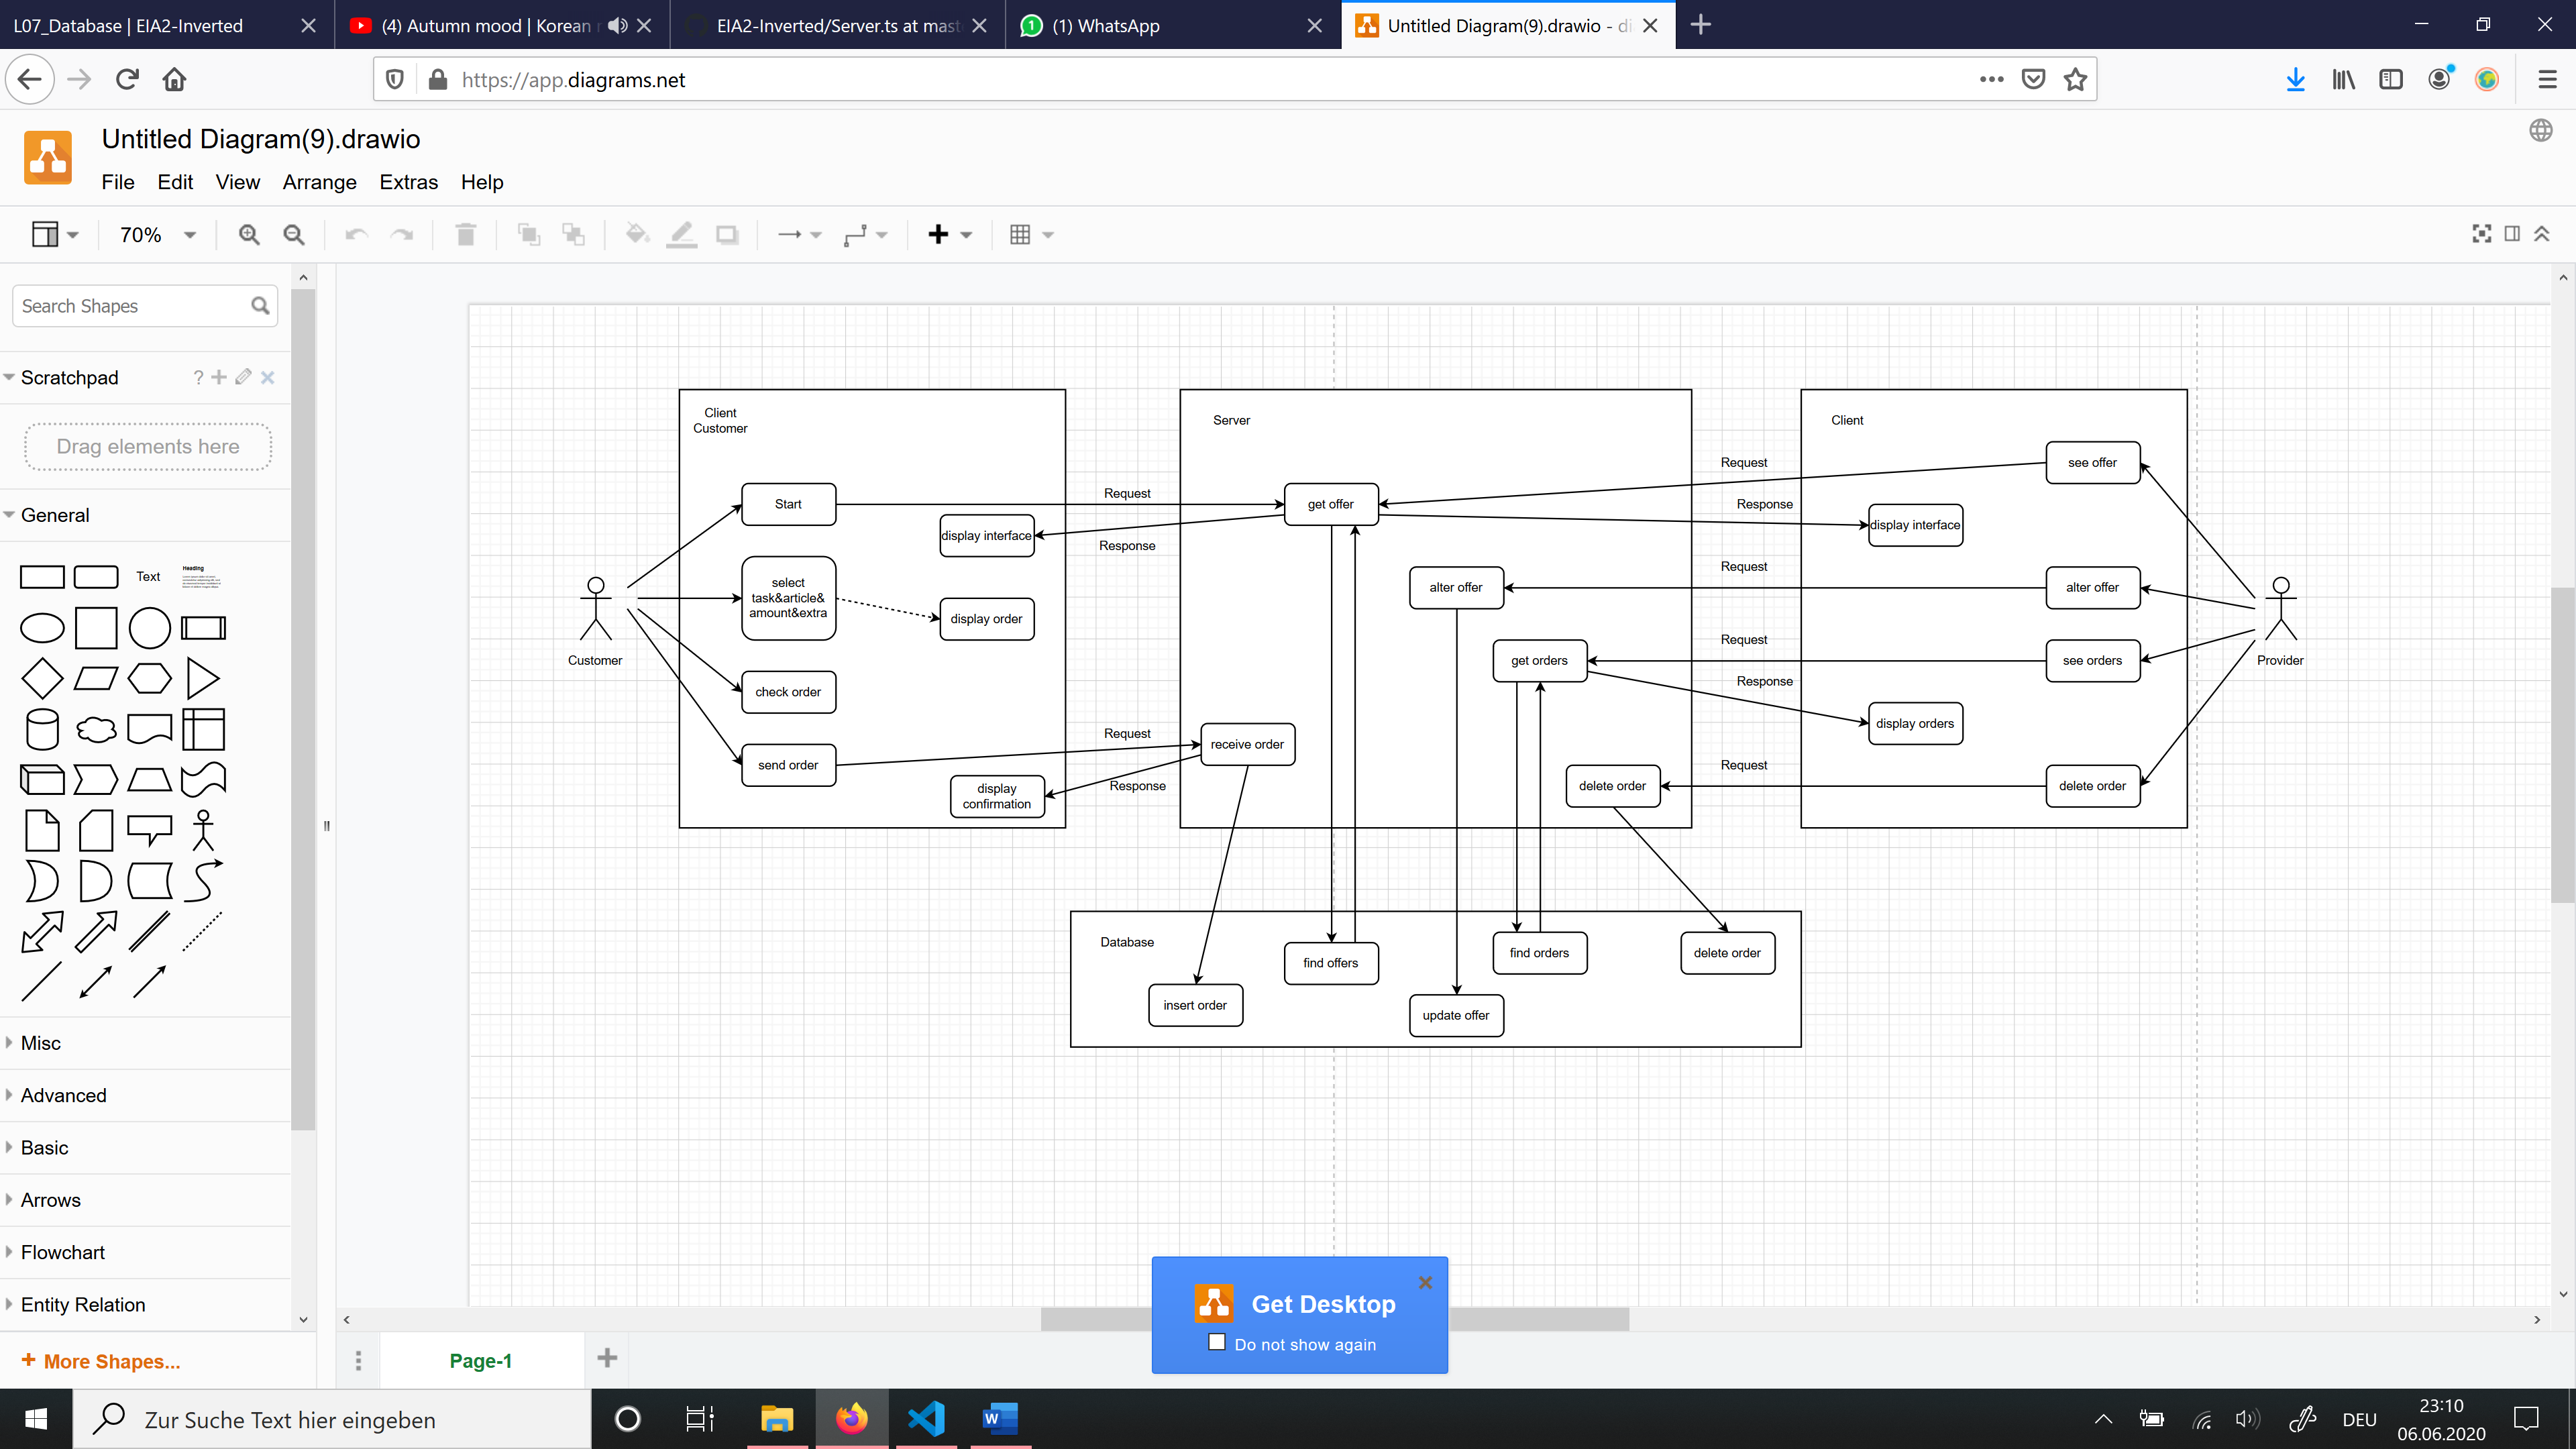 L07_Database | EIA2-Inverted
(4) Autumn mood | Korean
EIA2-Inverted/Server.ts at mast
(1) WhatsApp
Untitled Diagram(9).drawio - di
https://app.diagrams.net
Untitled Diagram(9).drawio
File Edit View Arrange Extras Help
70%
Search Shapes
Scratchpad
?
Drag elements here
General
Text
Heading
Misc
Advanced
Basic
Arrows
Flowchart
Entity Relation
+ More Shapes...
Client
Customer
Start
display interface
select
task&article&
amount&extra
display order
check order
send order
display
confirmation
Customer
Request
Response
Request
Response
Server
get offer
alter offer
get orders
receive order
delete order
Request
Response
Request
Request
Response
Request
Client
see offer
display interface
alter offer
see orders
display orders
delete order
Provider
Database
find offers
find orders
delete order
insert order
update offer
Get Desktop
Do not show again
Page-1
Zur Suche Text hier eingeben
W
DEU
23:10
06.06.2020